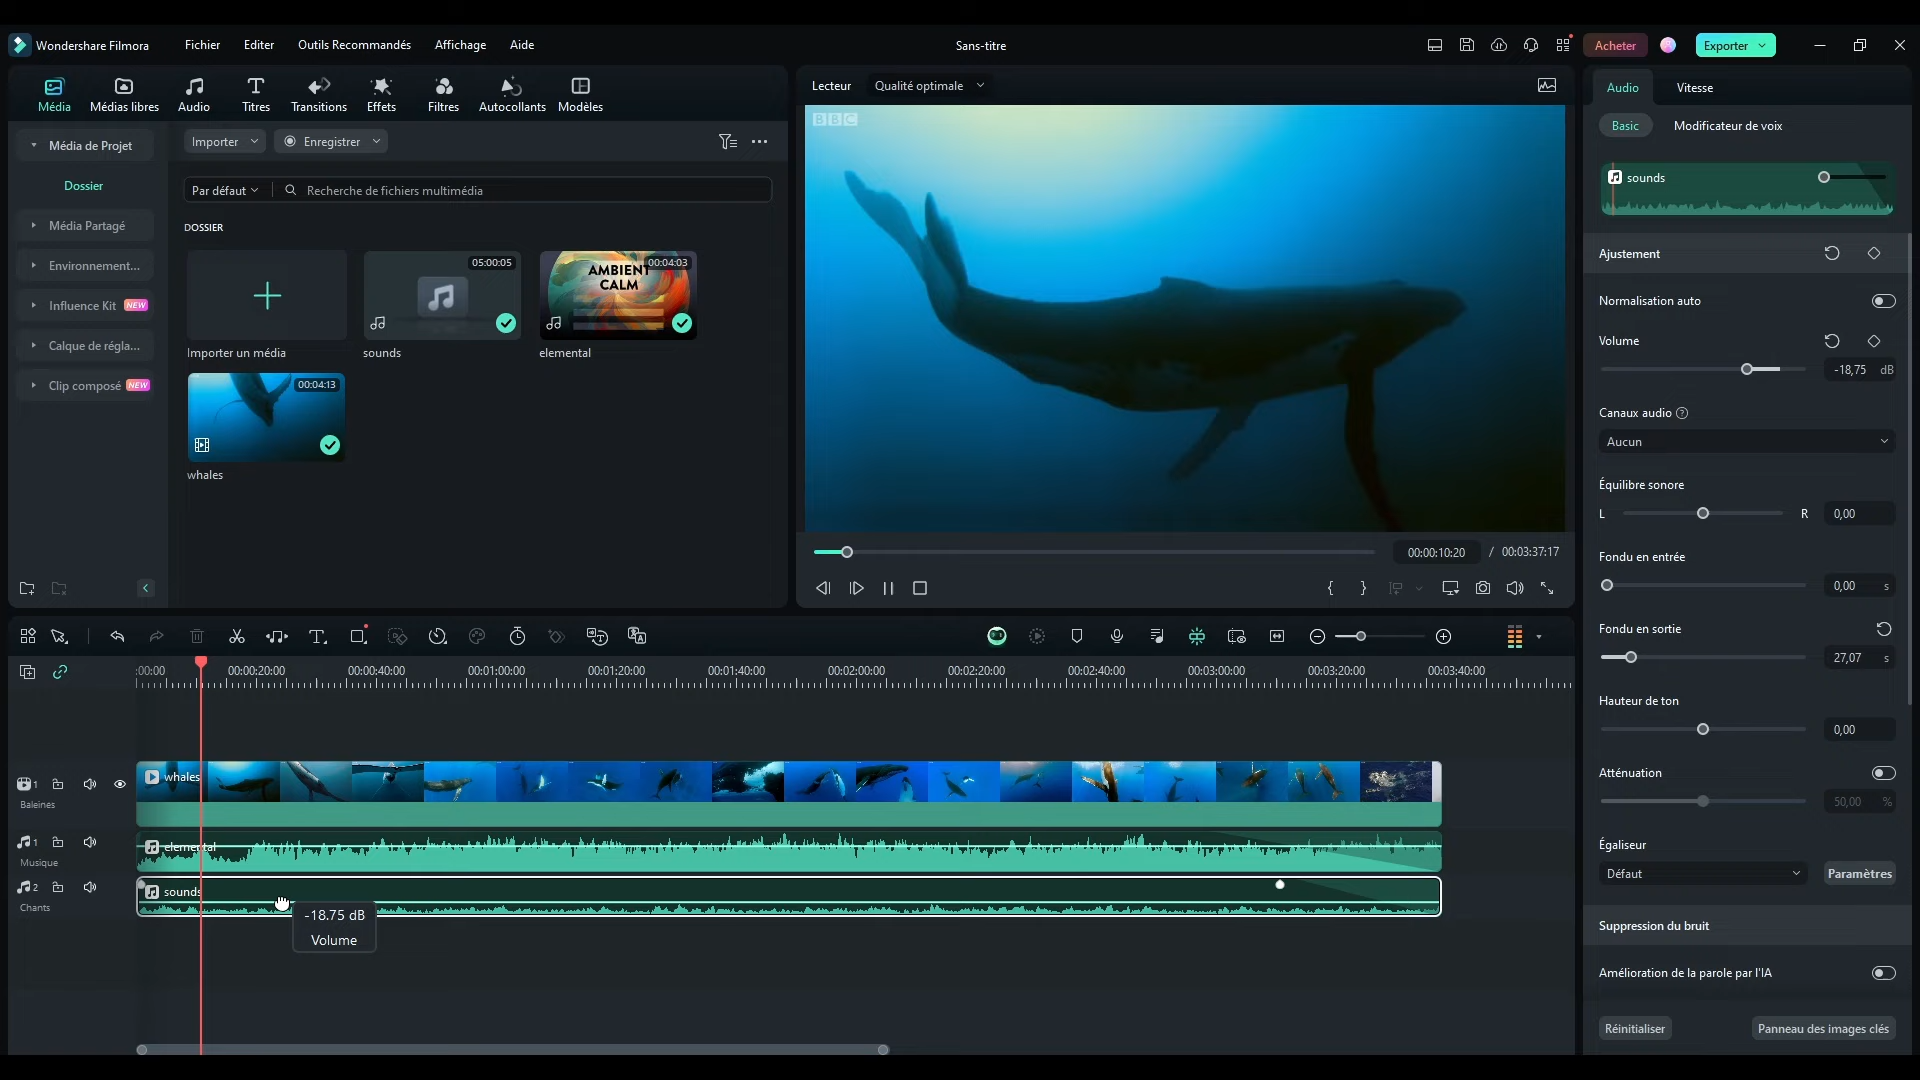 Wondershare Filmora
Fichier
Editer
Outils Recommandés
Affichage
Aide
Sans-titre
Acheter
Exporter
Média
Médias libres
Audio
Titres
Transitions
Effets
Filtres
Autocollants
Modèles
Média de Projet
Dossier
Média Partagé
Environnement...
Influence Kit NEW
Calque de régla...
Clip composé NEW
Importer
Enregistrer
Par défaut
Recherche de fichiers multimédia
DOSSIER
Importer un média
05:00:05
sounds
AMBIENT
CALM
00:04:03
elemental
00:04:13
whales
Lecteur
Qualité optimale
BBC
00:00:10:20 / 00:03:37:17
Audio
Vitesse
Basic
Modificateur de voix
sounds
Ajustement
Normalisation auto
Volume
-18,75 dB
Canaux audio
Aucun
Équilibre sonore
L R 0,00
Fondu en entrée
0,00 s
Fondu en sortie
27,07 s
Hauteur de ton
0,00
Atténuation
50,00 %
Égaliseur
Défaut
Paramètres
Suppression du bruit
Amélioration de la parole par l'IA
Réinitialiser
Panneau des images clés
:00:00 00:00:20:00 00:00:40:00 00:01:00:00 00:01:20:00 00:01:40:00 00:02:00:00 00:02:20:00 00:02:40:00 00:03:00:00 00:03:20:00 00:03:40:00
1
Baleines
whales
1
Musique
elemental
2
Chants
sounds
-18.75 dB
Volume